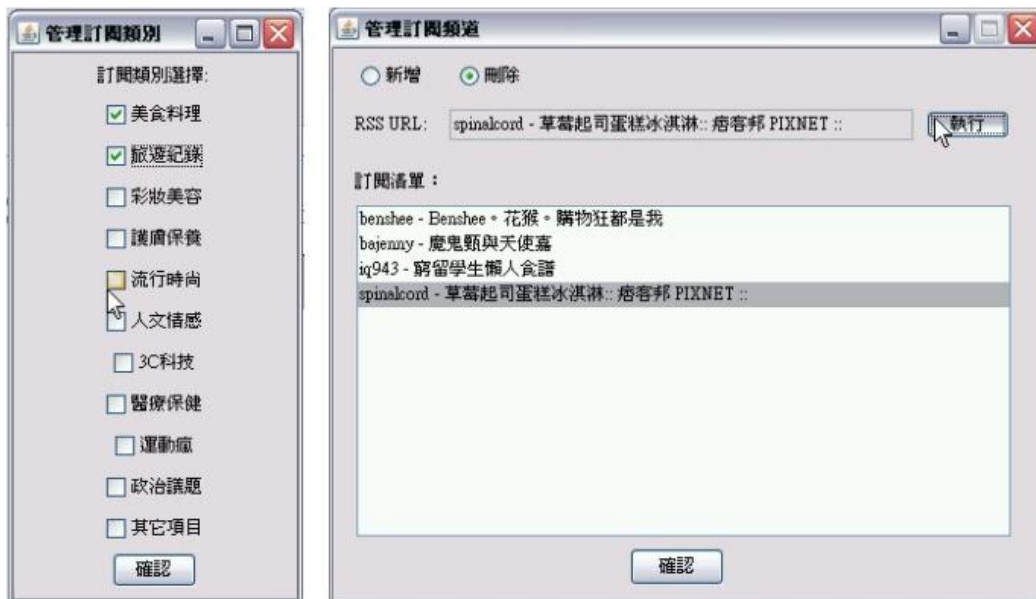 管理訂閱類別
訂閱類別選擇:
美食料理
旅遊紀錄
彩妝美容
護膚保養
流行時尚
人文情感
3C科技
醫療保健
運動瘋
政治議題
其它項目
確認
管理訂閱頻道
新增 刪除
RSS URL: spinalcord - 草莓起司蛋糕冰淇淋:: 痞客邦 PIXNET :: 執行
訂閱清單：
benshee - Benshee。花猴。購物狂都是我
bajenny - 魔鬼甄與天使嘉
iq943 - 窮留學生懶人食譜
spinalcord - 草莓起司蛋糕冰淇淋:: 痞客邦 PIXNET ::
確認